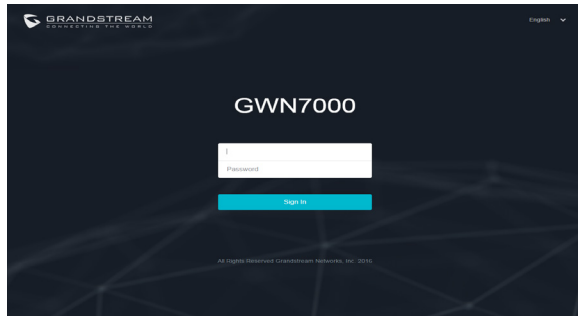 GRANDSTREAM
CONNECTING THE WORLD
English
GWN7000
Password
Sign In
All Rights Reserved Grandstream Networks, Inc. 2016